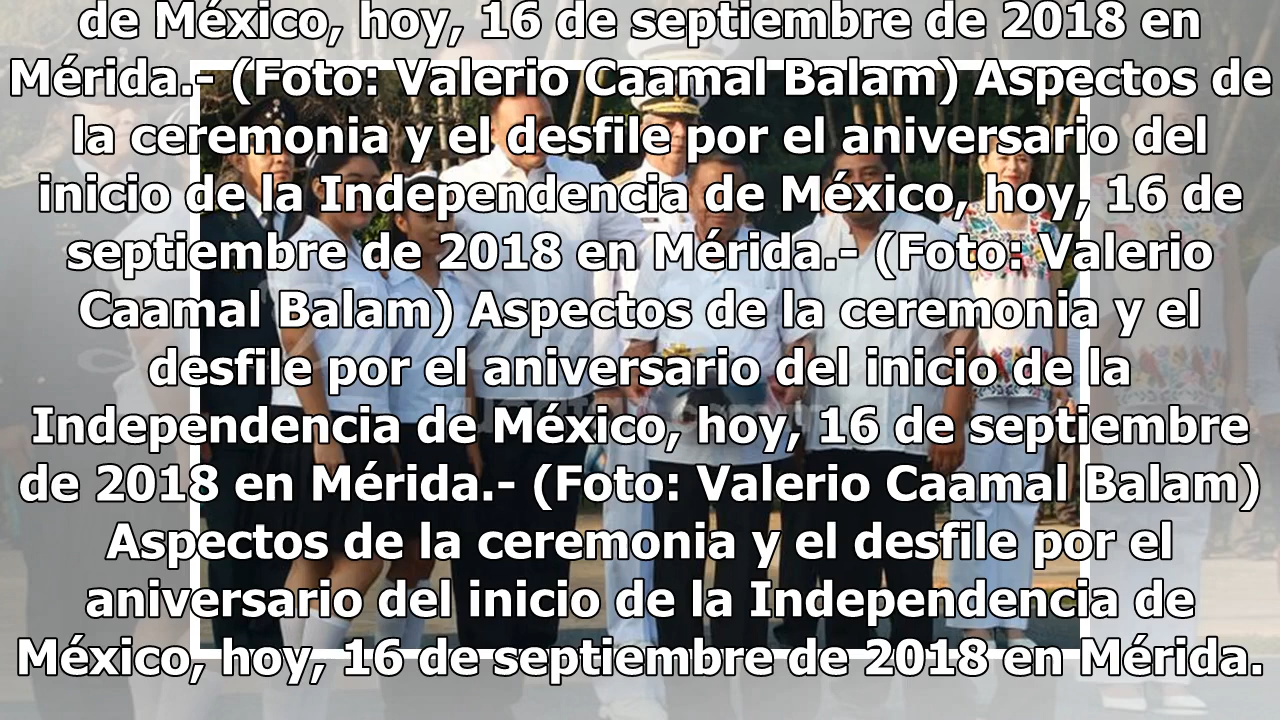 de México, hoy, 16 de septiembre de 2018 en
Mérida.- (Foto: Valerio Caamal Balam) Aspectos de
la ceremonia y el desfile por el aniversario del
inicio de la Independencia de México, hoy, 16 de
septiembre de 2018 en Mérida.- (Foto: Valerio
Caamal Balam) Aspectos de la ceremonia y el
desfile por el aniversario del inicio de la
Independencia de México, hoy, 16 de septiembre
de 2018 en Mérida.- (Foto: Valerio Caamal Balam)
Aspectos de la ceremonia y el desfile por el
aniversario del inicio de la Independencia de
México, hoy, 16 de septiembre de 2018 en Mérida.